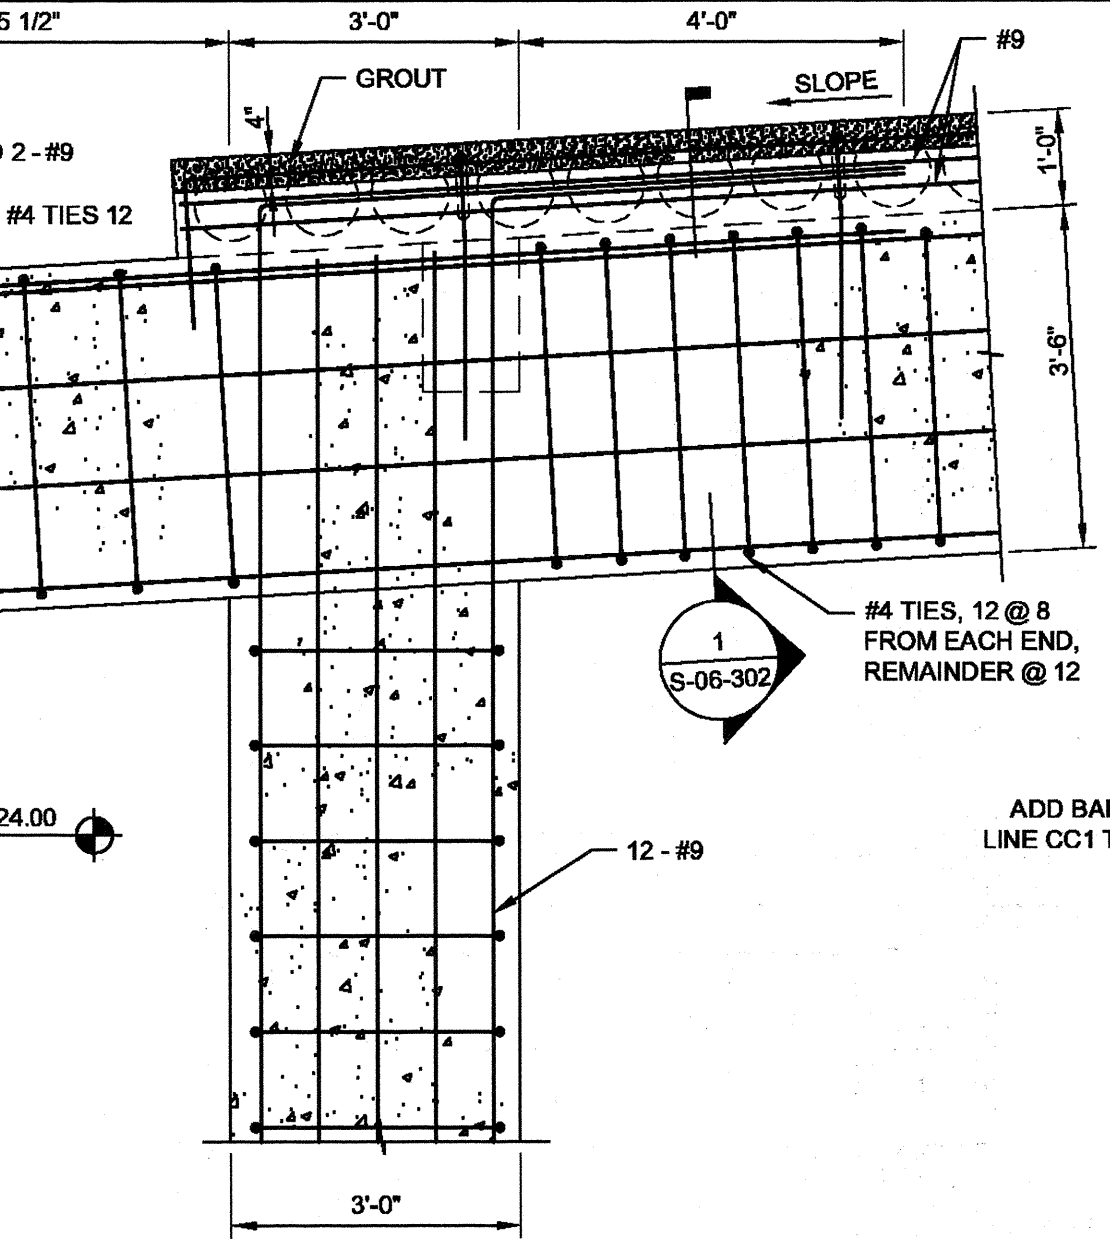 5 1/2"
3'-0"
4'-0"
#9
GROUT
SLOPE
4"
2 - #9
1'-0"
#4 TIES 12
3'-6"
#4 TIES, 12 @ 8
FROM EACH END,
REMAINDER @ 12
1
S-06-302
24.00
ADD BA
LINE CC1 T
12 - #9
3'-0"